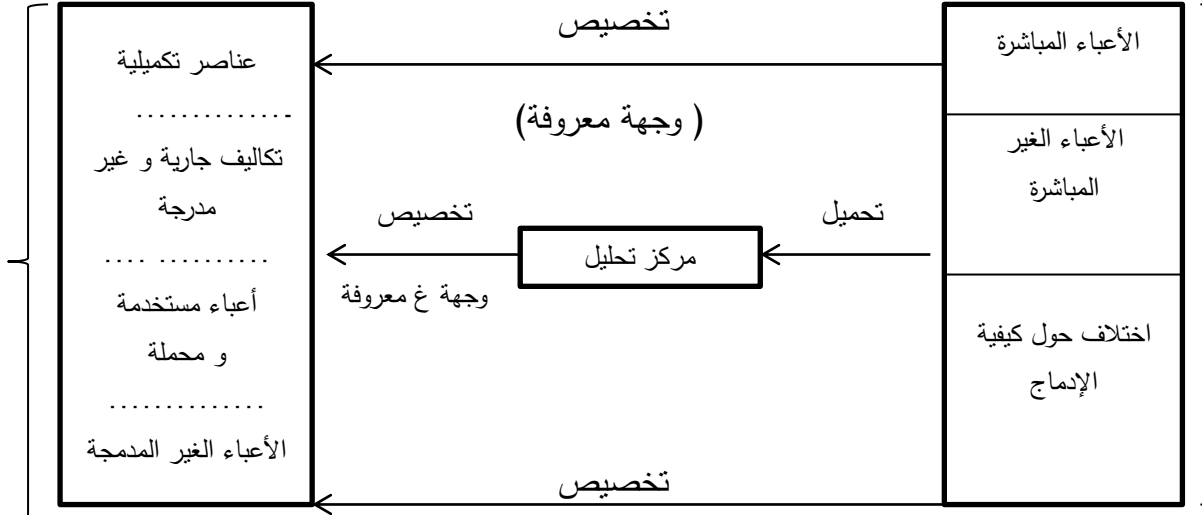 تخصيص
الأعباء المباشرة
( وجهة معروفة)
الأعباء الغير
المباشرة
تحميل
مركز تحليل
تخصيص
وجهة غ معروفة
اختلاف حول كيفية
الإدماج
تخصيص
عناصر تكميلية
..............
تكاليف جارية و غير
مدرجة
.... ..........
أعباء مستخدمة
و محملة
..............
الأعباء الغير المدمجة